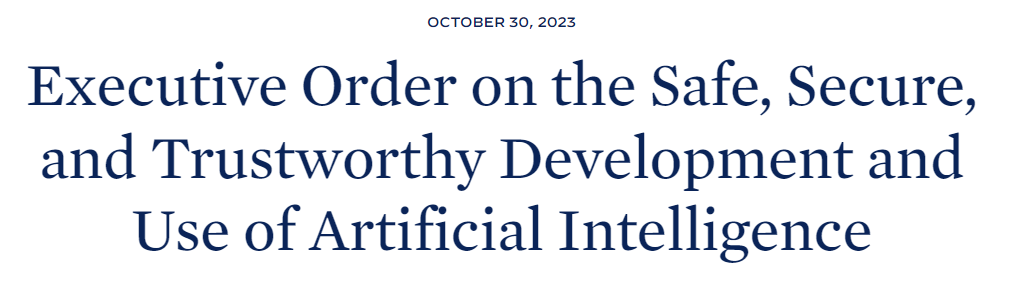 OCTOBER 30, 2023
Executive Order on the Safe, Secure,
and Trustworthy Development and
Use of Artificial Intelligence